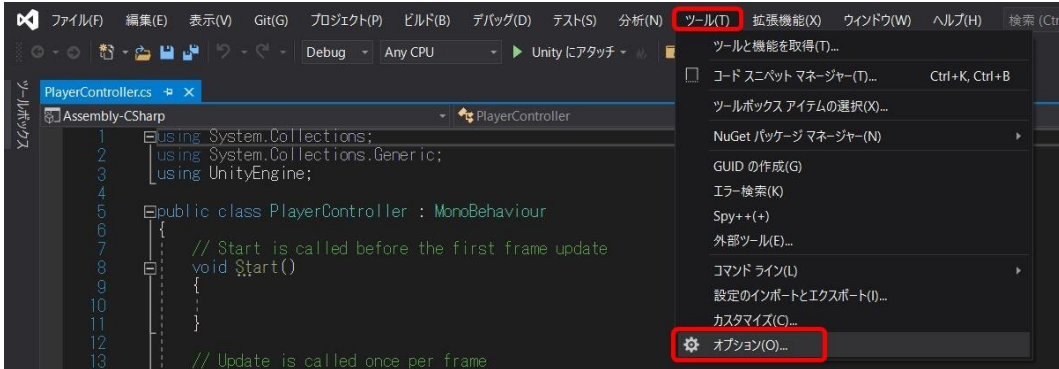 ファイル(F) 編集(E) 表示(V) Git(G) プロジェクト(P) ビルド(B) デバッグ(D) テスト(S) 分析(N) ツール(T) 拡張機能(X) ウィンドウ(W) ヘルプ(H) 検索 (Ctr
Debug Any CPU Unity にアタッチ
ツールボックス
PlayerController.cs
Assembly-CSharp PlayerController
1 using System.Collections;
2 using System.Collections.Generic;
3 using UnityEngine;
4
5 public class PlayerController : MonoBehaviour
6 {
7 // Start is called before the first frame update
8 void Start()
9 {
10
11 }
12
13 // Update is called once per frame
ツールと機能を取得(T)...
コード スニペット マネージャー(T)... Ctrl+K, Ctrl+B
ツールボックス アイテムの選択(X)...
NuGet パッケージ マネージャー(N)
GUID の作成(G)
エラー検索(K)
Spy++(+)
外部ツール(E)...
コマンド ライン(L)
設定のインポートとエクスポート(I)...
カスタマイズ(C)...
オプション(O)...